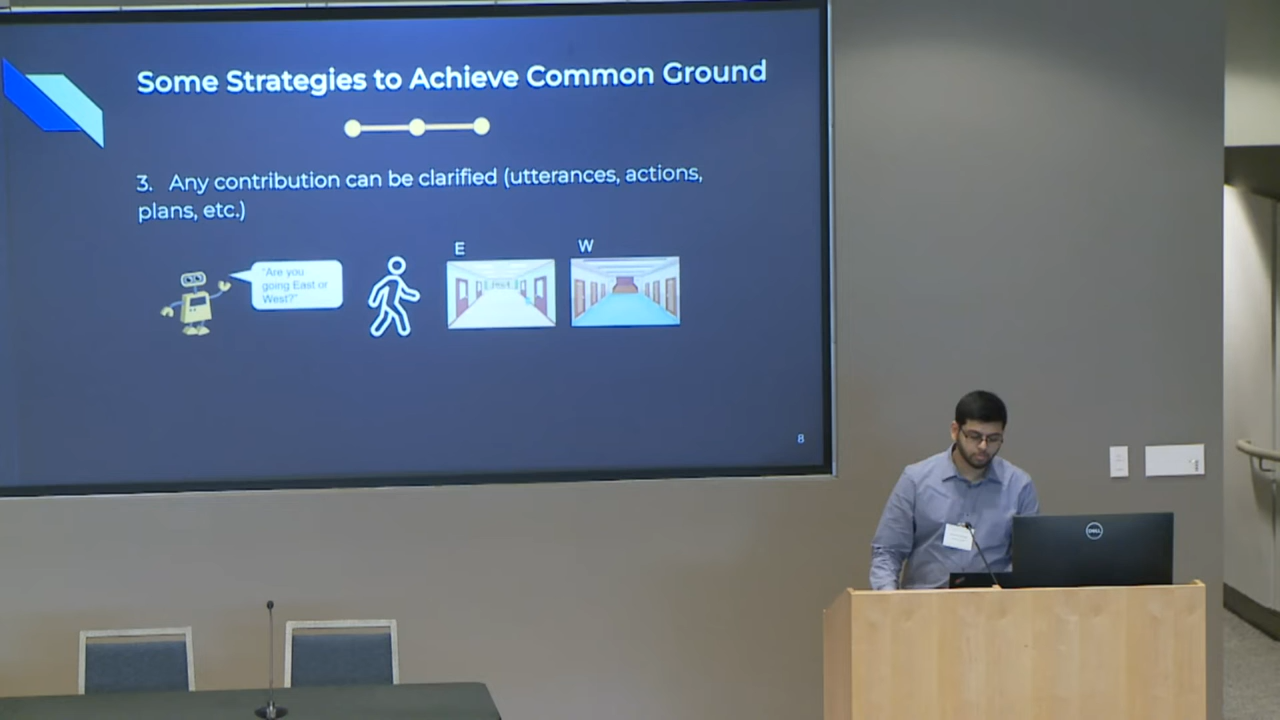 Some Strategies to Achieve Common Ground
3. Any contribution can be clarified (utterances, actions,
plans, etc.)
E
W
"Are you
going East or
West?"
8
DELL